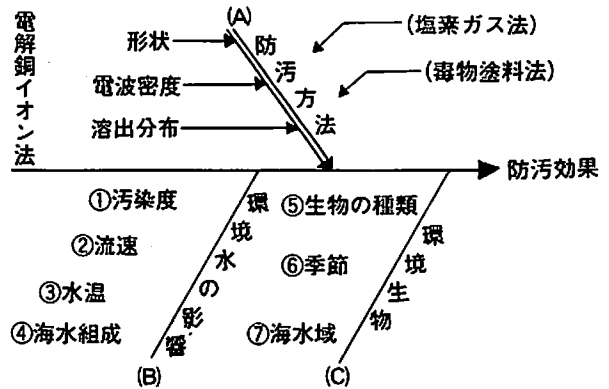 電解銅イオン法
(A)
形状
電波密度
溶出分布
防汚方法
(塩素ガス法)
(毒物塗料法)
防汚効果
①汚染度
②流速
③水温
④海水組成
環境水の影響
(B)
⑤生物の種類
⑥季節
⑦海水域
環境生物
(C)